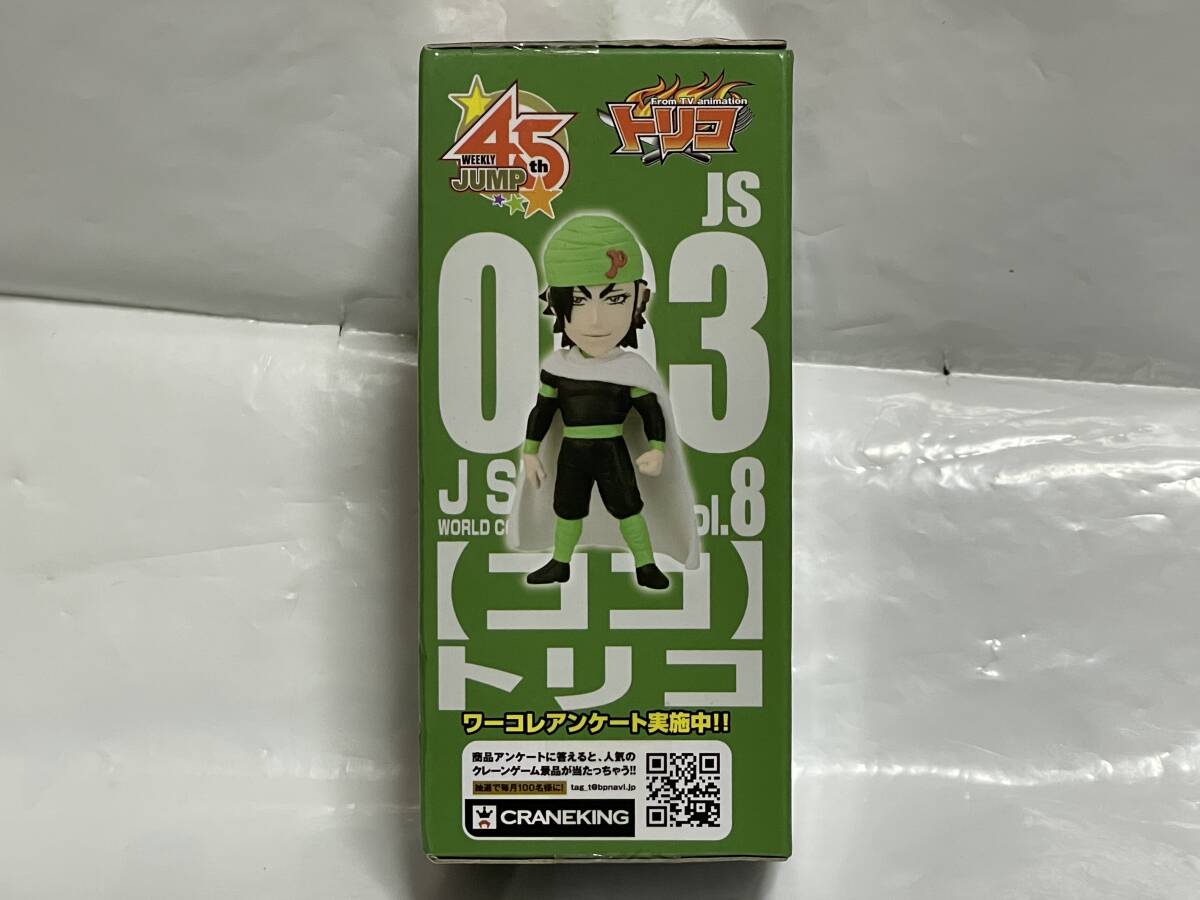 WEEKLY
JUMP
45th
From TV animation
トリコ
JS
3
J S
WORLD
8
【ココ】
トリコ
ワーコレアンケート実施中!!
商品アンケートに答えると、人気の
クレーンゲーム景品が当たっちゃう!!
抽選で毎月100名様に! tag_t@bpnavi.jp
CRANEKING